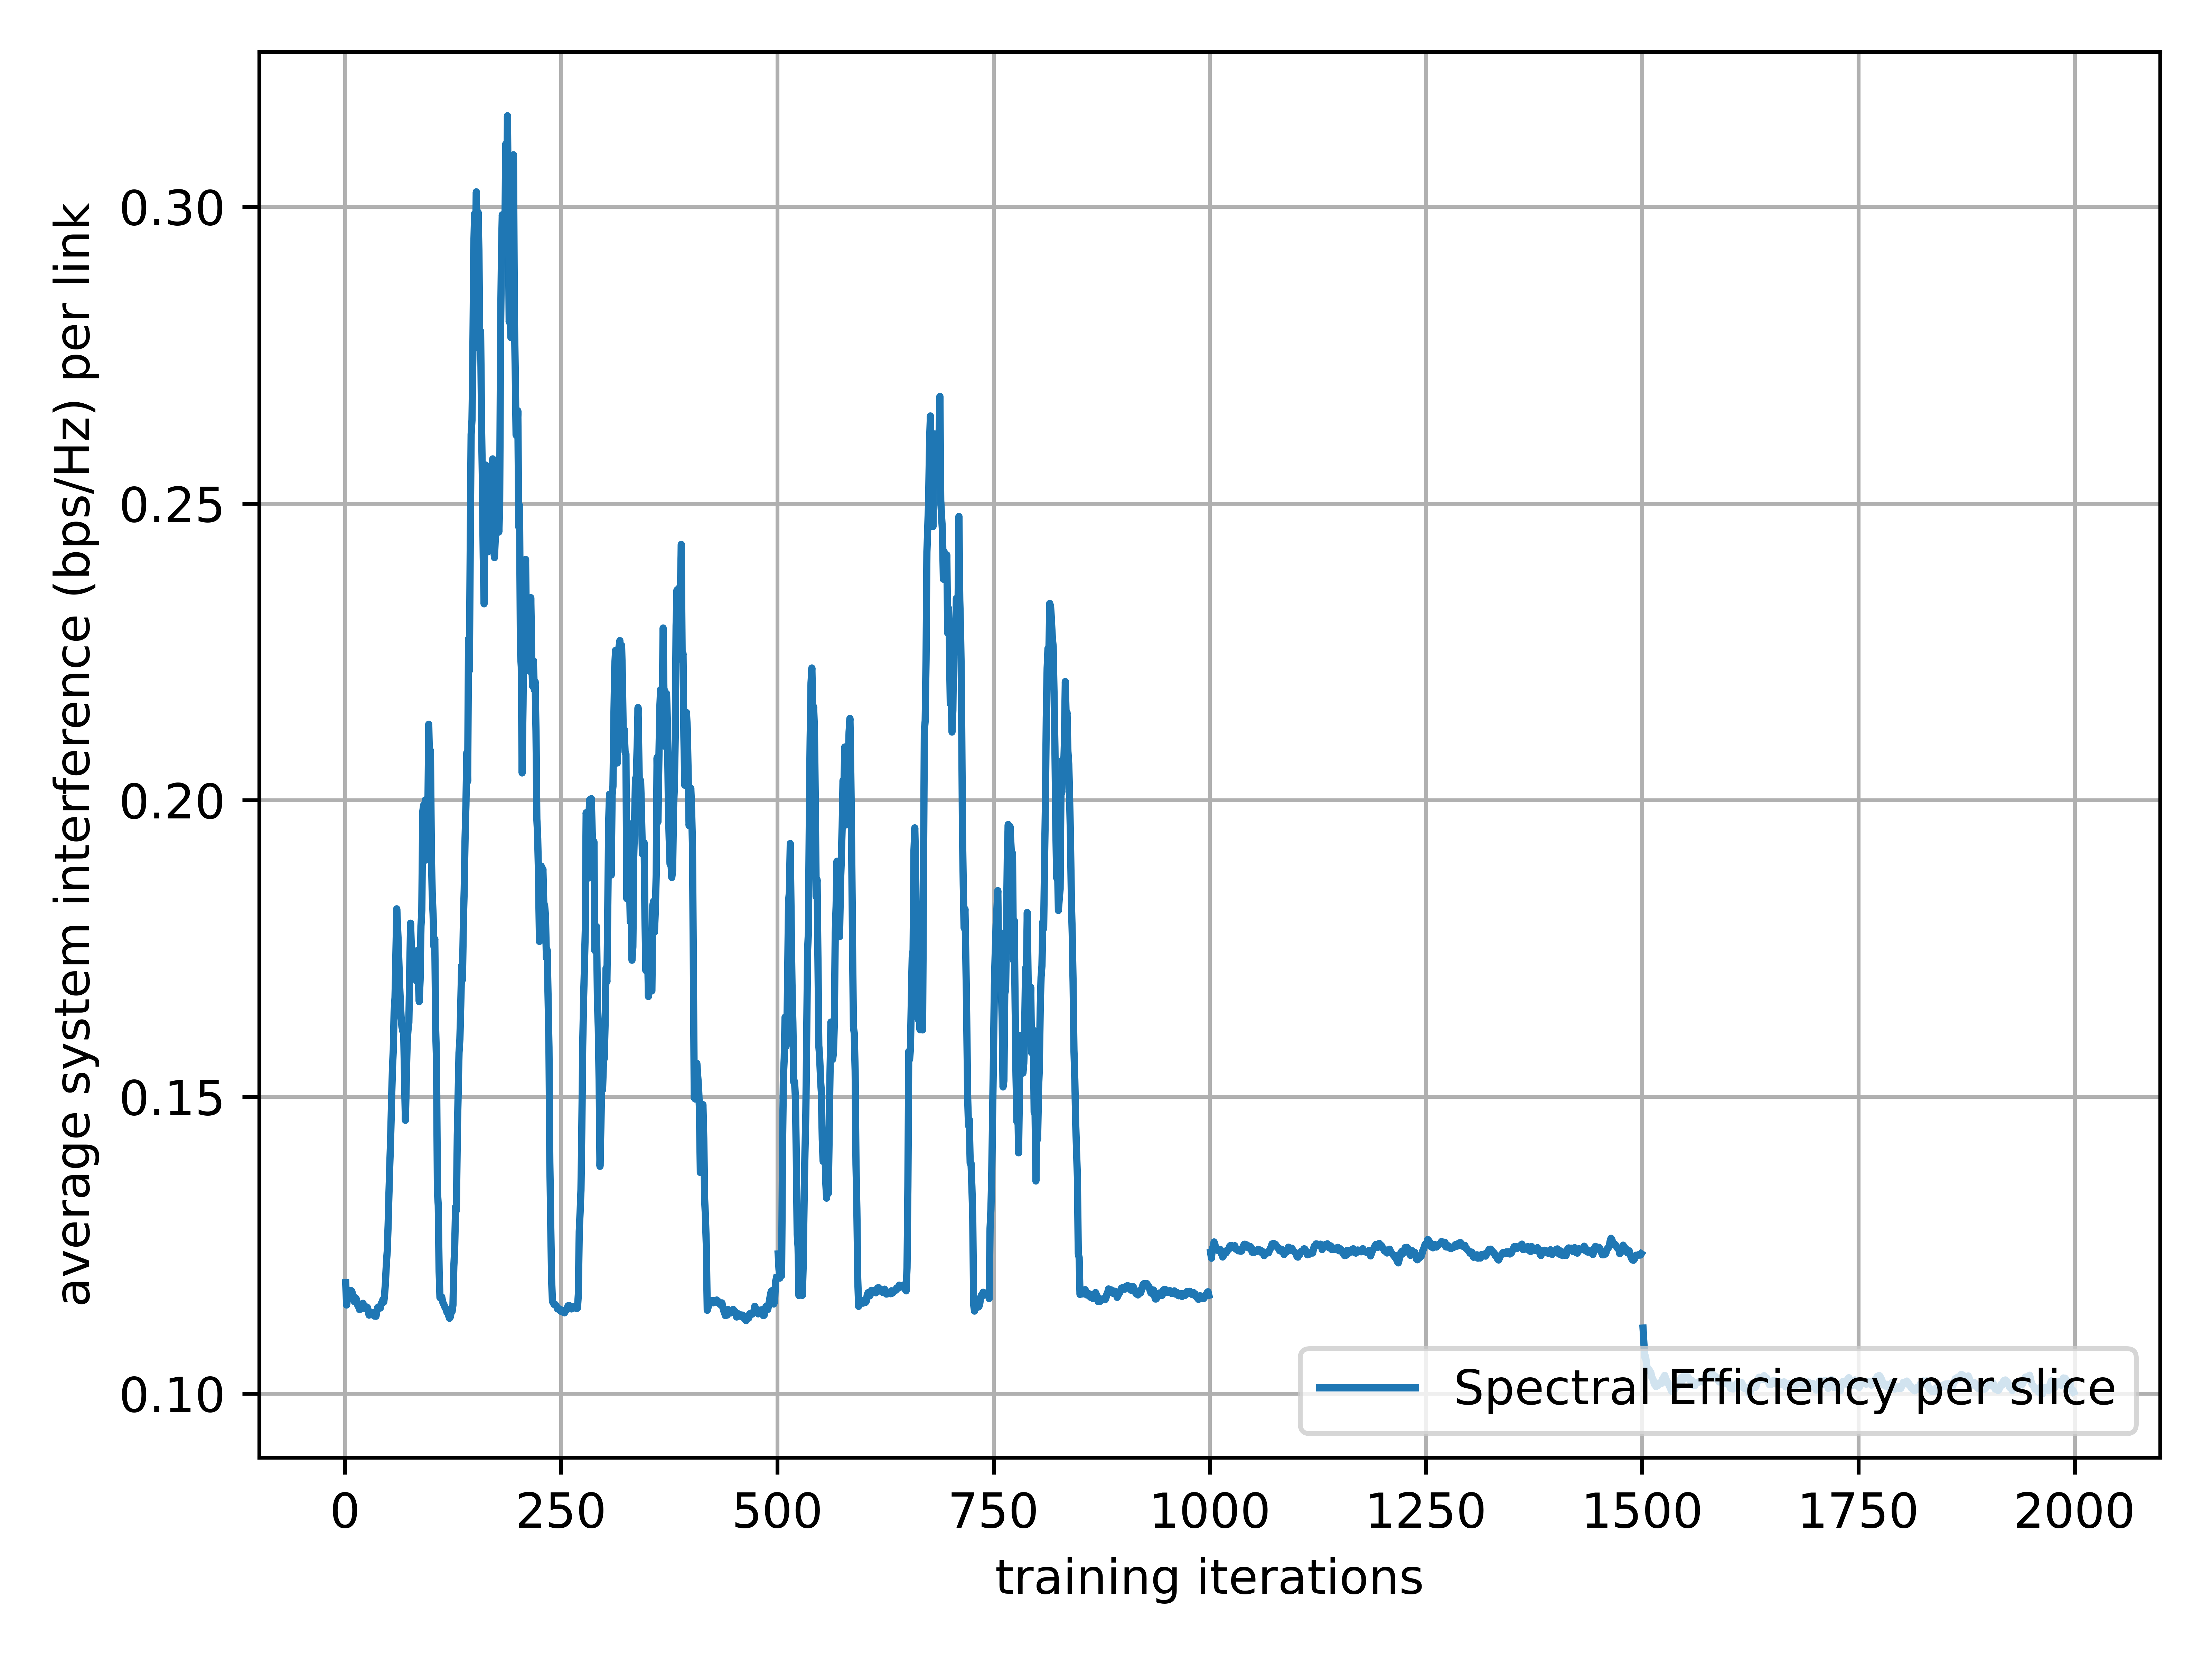 average system interference (bps/Hz) per link
0.30
0.25
0.20
0.15
0.10
Spectral Efficiency per slice
0 250 500 750 1000 1250 1500 1750 2000
training iterations